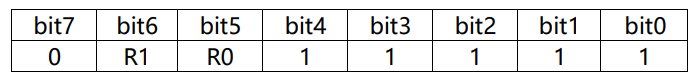 bit7 bit6 bit5 bit4 bit3 bit2 bit1 bit0
0 R1 R0 1 1 1 1 1